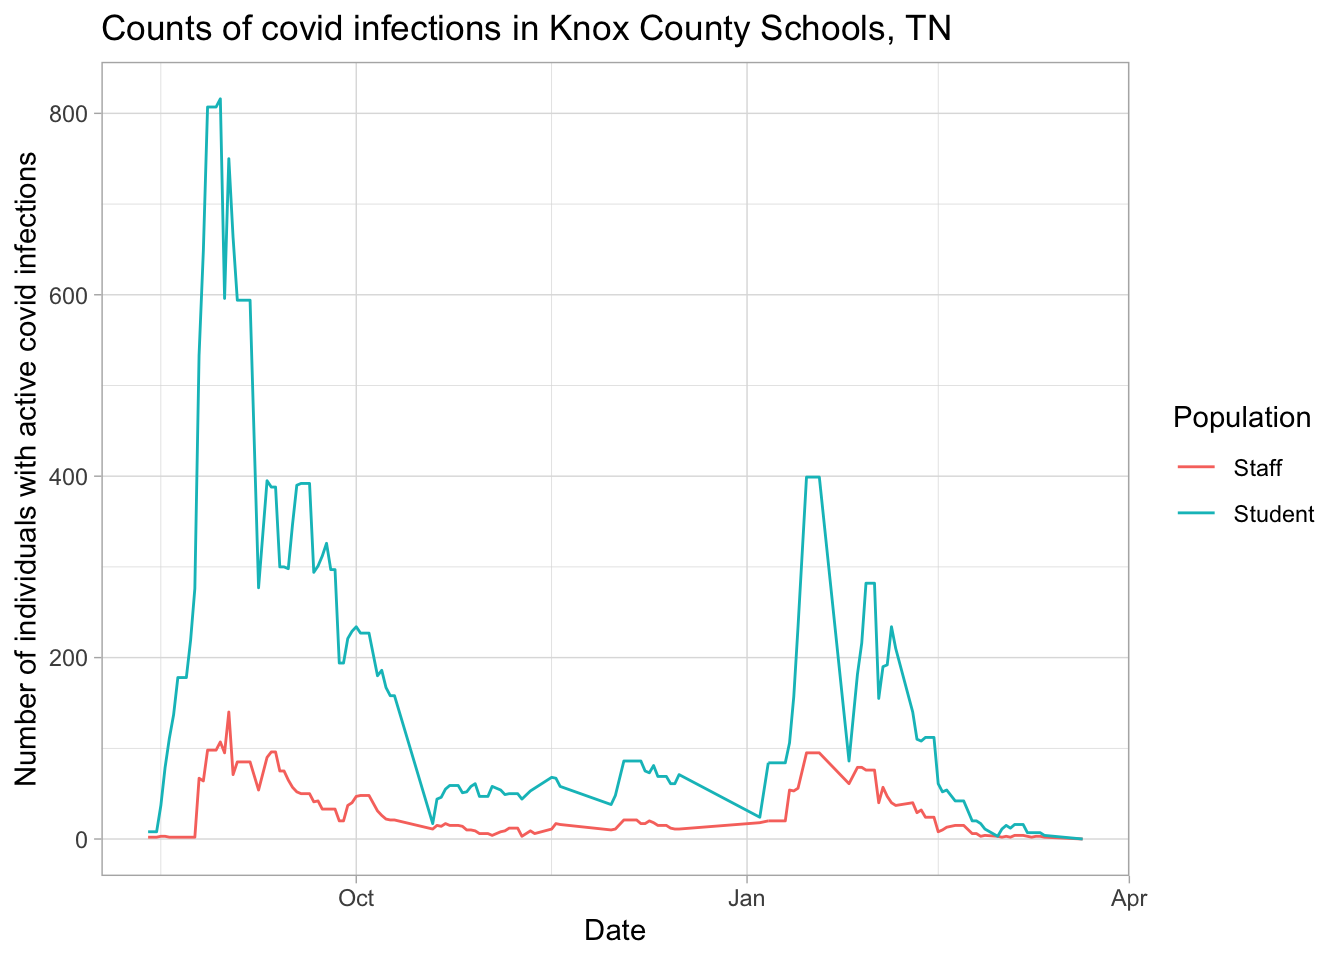 Counts of covid infections in Knox County Schools, TN
Number of individuals with active covid infections
800
600
400
200
0
Oct
Jan
Apr
Date
Population
Staff
Student